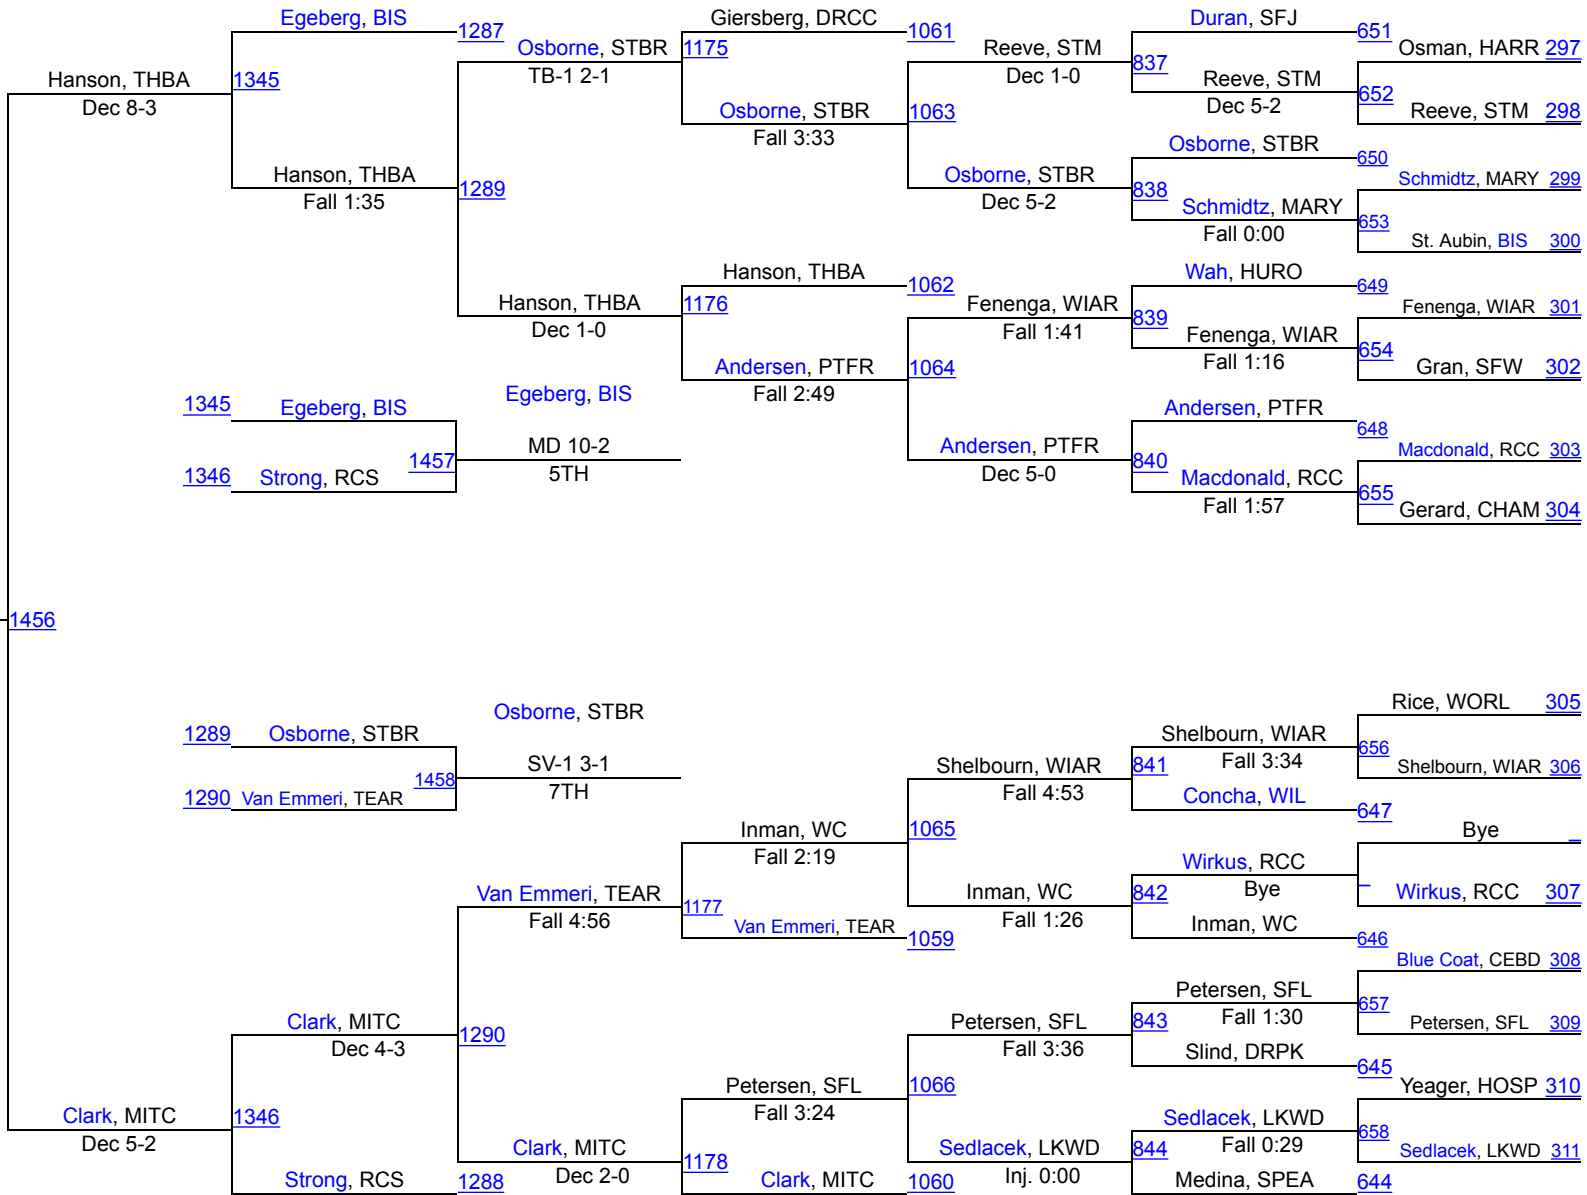 Egeberg, BIS
1287
Giersberg, DRCC
1061
Duran, SFJ
651
Osborne, STBR
1175
TB-1 2-1
Reeve, STM
Dec 1-0
837
Osman, HARR 297
Hanson, THBA
1345
Dec 8-3
Reeve, STM
652
Dec 5-2
Osborne, STBR
1063
Fall 3:33
Reeve, STM 298
Osborne, STBR
650
Hanson, THBA
1289
Fall 1:35
Osborne, STBR
838
Dec 5-2
Schmidtz, MARY 299
Schmidtz, MARY
653
Fall 0:00
St. Aubin, BIS 300
Hanson, THBA
1062
Wah, HURO
649
Hanson, THBA
1176
Dec 1-0
Fenenga, WIAR
839
Fall 1:41
Fenenga, WIAR 301
Fenenga, WIAR
654
Fall 1:16
Andersen, PTFR
1064
Fall 2:49
Gran, SFW 302
1345 Egeberg, BIS
Egeberg, BIS
Andersen, PTFR
648
1457
MD 10-2
5TH
Andersen, PTFR
840
Dec 5-0
Macdonald, RCC 303
1346 Strong, RCS
Macdonald, RCC
655
Fall 1:57
Gerard, CHAM 304
1456
Osborne, STBR
Rice, WORL 305
1289 Osborne, STBR
Shelbourn, WIAR
656
Fall 3:34
1458
SV-1 3-1
7TH
Shelbourn, WIAR
841
Fall 4:53
Shelbourn, WIAR 306
1290 Van Emmeri, TEAR
Concha, WIL
647
Inman, WC
1065
Fall 2:19
Bye
Wirkus, RCC
Bye
Van Emmeri, TEAR
1177
Fall 4:56
Inman, WC
842
Fall 1:26
Wirkus, RCC 307
Van Emmeri, TEAR
1059
Inman, WC
646
Blue Coat, CEBD 308
Petersen, SFL
657
Fall 1:30
Clark, MITC
1290
Dec 4-3
Petersen, SFL
843
Fall 3:36
Petersen, SFL 309
Slind, DRPK
645
Petersen, SFL
1066
Fall 3:24
Yeager, HOSP 310
Clark, MITC
1346
Dec 5-2
Sedlacek, LKWD
658
Fall 0:29
Clark, MITC
1178
Dec 2-0
Sedlacek, LKWD
844
Inj. 0:00
Sedlacek, LKWD 311
Strong, RCS
1288
Clark, MITC
1060
Medina, SPEA
644